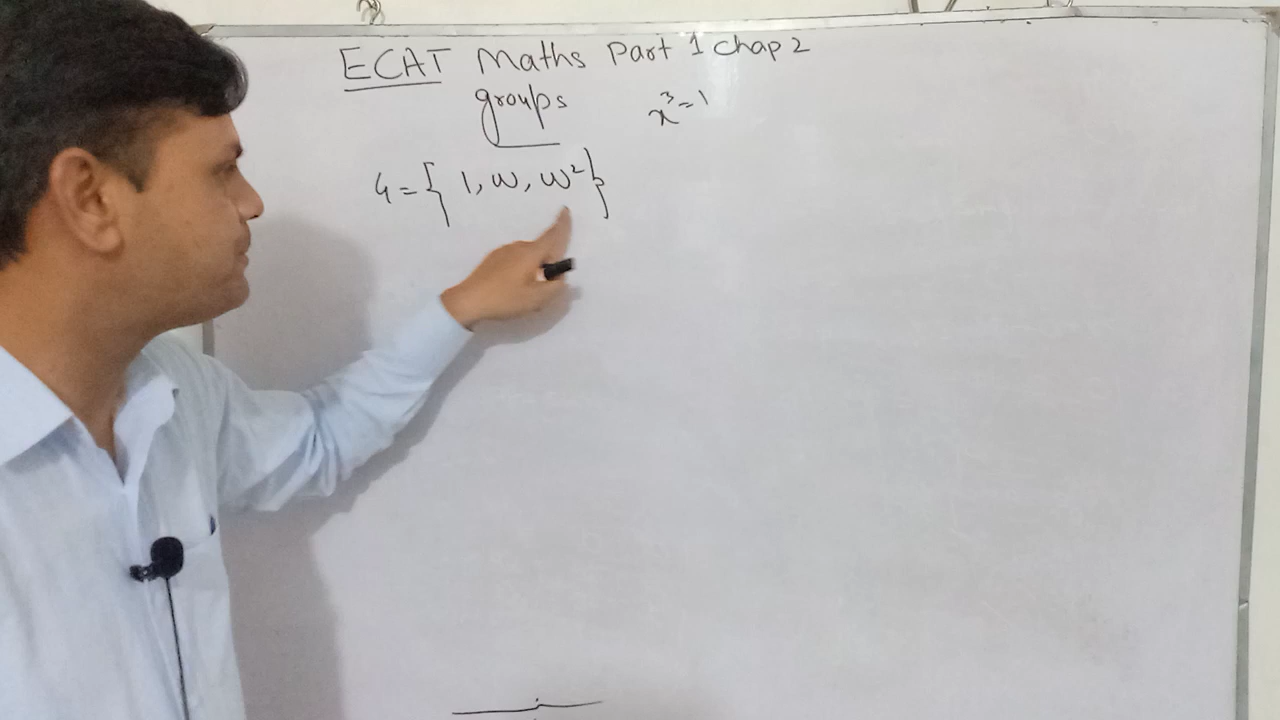 ECAT Maths Part 1 Chap 2
groups x³=1
G={1, ω, ω²}